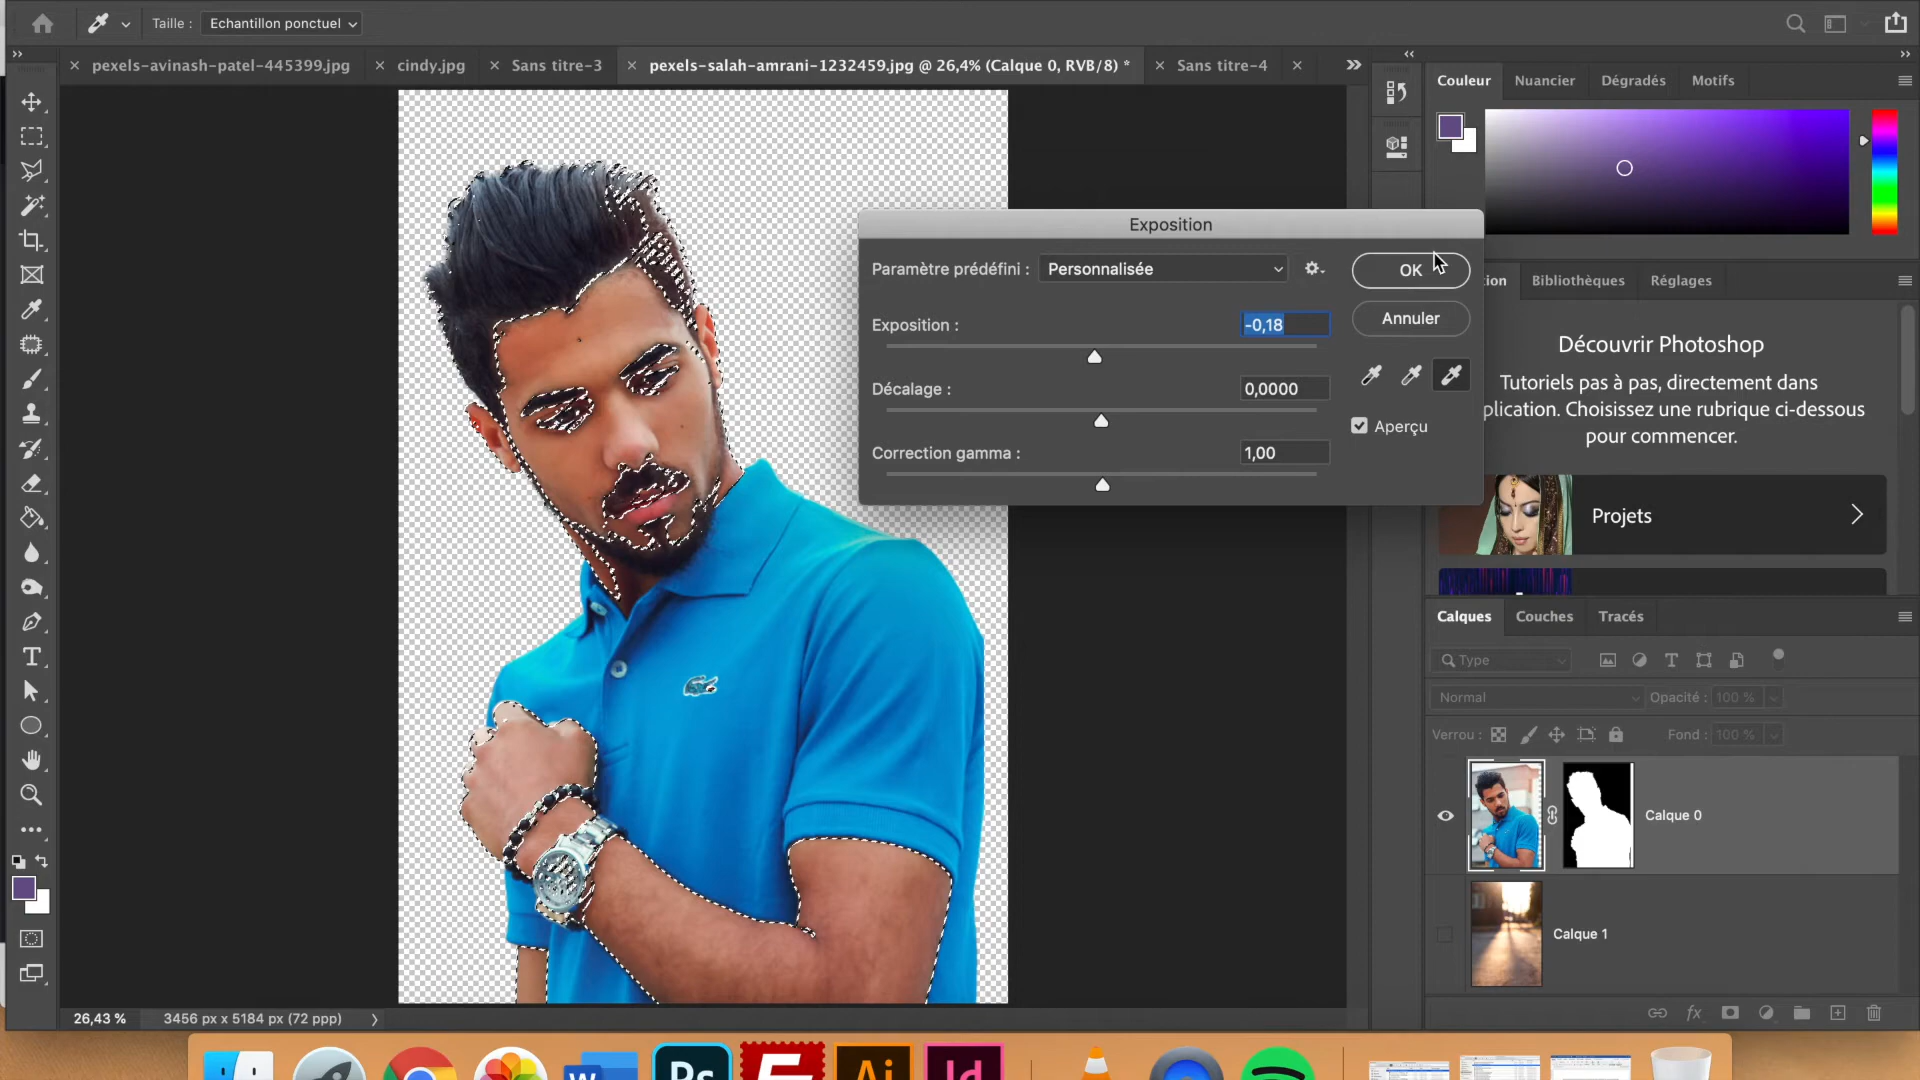 Taille : Echantillon ponctuel
pexels-avinash-patel-445399.jpg
cindy.jpg
Sans titre-3
pexels-salah-amrani-1232459.jpg @ 26,4% (Calque 0, RVB/8) *
Sans titre-4
Couleur
Nuancier
Dégradés
Motifs
Exposition
Paramètre prédéfini : Personnalisée
OK
Exposition : -0,18
Annuler
Décalage : 0,0000
Aperçu
Correction gamma : 1,00
tion
Bibliothèques
Réglages
Découvrir Photoshop
Tutoriels pas à pas, directement dans
plication. Choisissez une rubrique ci-dessous
pour commencer.
Projets
Calques
Couches
Tracés
Type
Normal
Opacité : 100 %
Verrou :
Fond : 100 %
Calque 0
Calque 1
26,43 %
3456 px x 5184 px (72 ppp)
W
Ps
Ai
Id